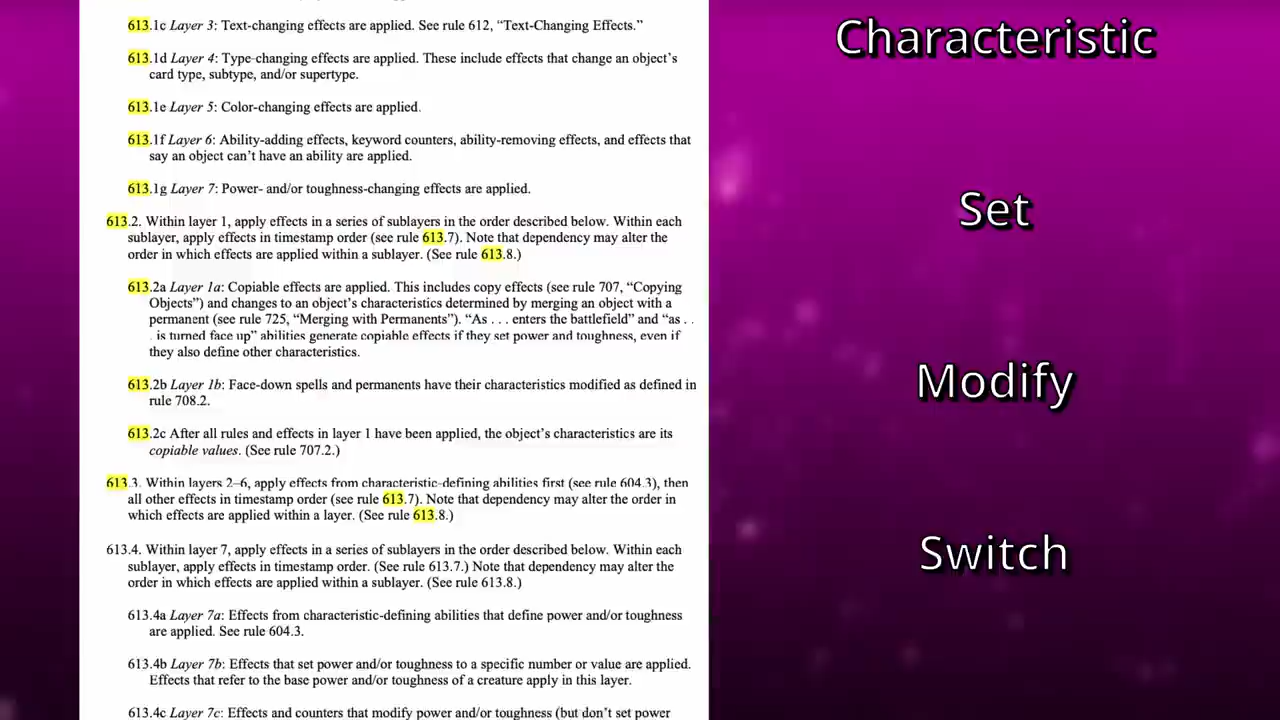 613.1c Layer 3: Text-changing effects are applied. See rule 612, “Text-Changing Effects.”
613.1d Layer 4: Type-changing effects are applied. These include effects that change an object’s
card type, subtype, and/or supertype.
613.1e Layer 5: Color-changing effects are applied.
613.1f Layer 6: Ability-adding effects, keyword counters, ability-removing effects, and effects that
say an object can’t have an ability are applied.
613.1g Layer 7: Power- and/or toughness-changing effects are applied.
613.2. Within layer 1, apply effects in a series of sublayers in the order described below. Within each
sublayer, apply effects in timestamp order (see rule 613.7). Note that dependency may alter the
order in which effects are applied within a sublayer. (See rule 613.8.)
613.2a Layer 1a: Copiable effects are applied. This includes copy effects (see rule 707, “Copying
Objects”) and changes to an object’s characteristics determined by merging an object with a
permanent (see rule 725, “Merging with Permanents”). “As . . . enters the battlefield” and “as . .
. is turned face up” abilities generate copiable effects if they set power and toughness, even if
they also define other characteristics.
613.2b Layer 1b: Face-down spells and permanents have their characteristics modified as defined in
rule 708.2.
613.2c After all rules and effects in layer 1 have been applied, the object’s characteristics are its
copiable values. (See rule 707.2.)
613.3. Within layers 2–6, apply effects from characteristic-defining abilities first (see rule 604.3), then
all other effects in timestamp order (see rule 613.7). Note that dependency may alter the order in
which effects are applied within a layer. (See rule 613.8.)
613.4. Within layer 7, apply effects in a series of sublayers in the order described below. Within each
sublayer, apply effects in timestamp order. (See rule 613.7.) Note that dependency may alter the
order in which effects are applied within a sublayer. (See rule 613.8.)
613.4a Layer 7a: Effects from characteristic-defining abilities that define power and/or toughness
are applied. See rule 604.3.
613.4b Layer 7b: Effects that set power and/or toughness to a specific number or value are applied.
Effects that refer to the base power and/or toughness of a creature apply in this layer.
613.4c Layer 7c: Effects and counters that modify power and/or toughness (but don’t set power
Characteristic
Set
Modify
Switch